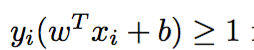 yᵢ(wᵀxᵢ + b) ≥ 1